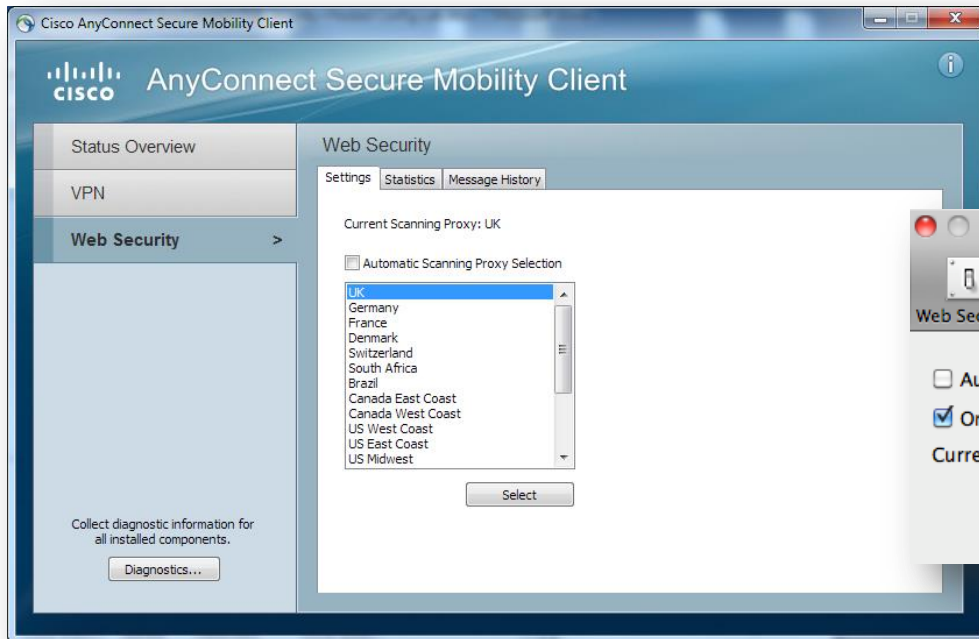 Cisco AnyConnect Secure Mobility Client
CISCO AnyConnect Secure Mobility Client
Status Overview
VPN
Web Security >
Collect diagnostic information for
all installed components.
Diagnostics...
Web Security
Settings Statistics Message History
Current Scanning Proxy: UK
Automatic Scanning Proxy Selection
UK
Germany
France
Denmark
Switzerland
South Africa
Brazil
Canada East Coast
Canada West Coast
US West Coast
US East Coast
US Midwest
Select
Web Sec
Au
Or
Curre